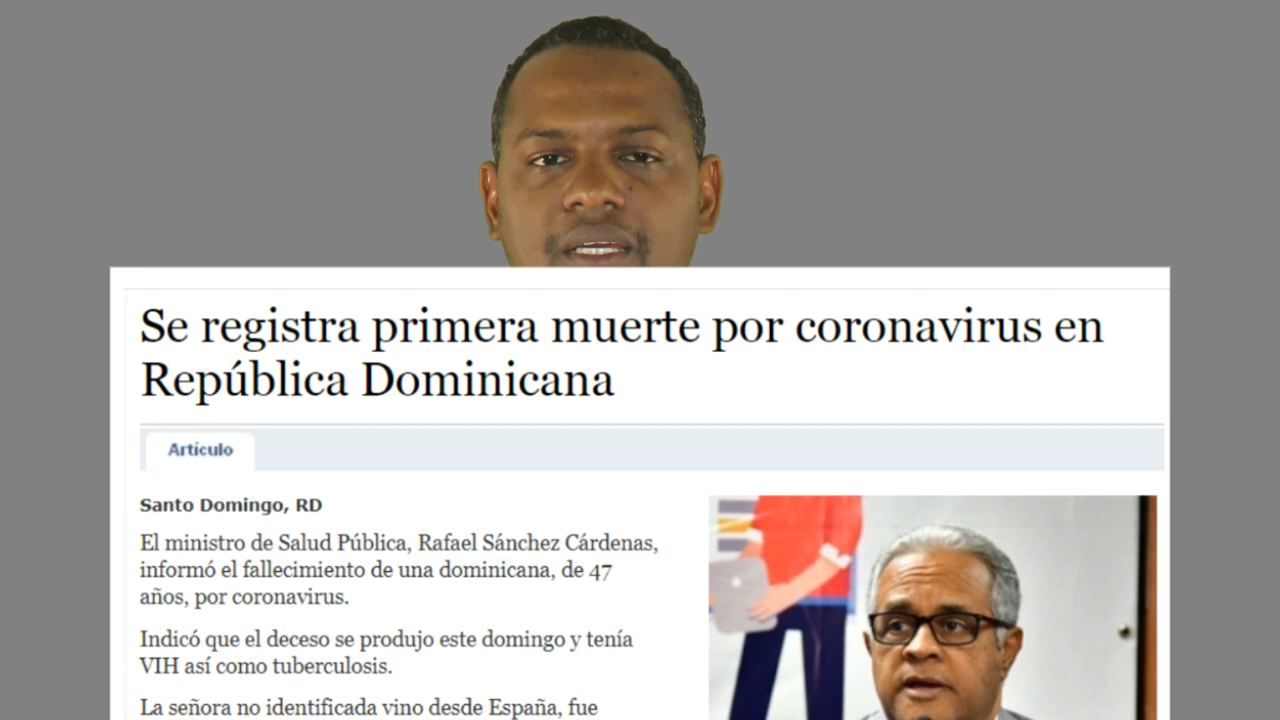 Se registra primera muerte por coronavirus en
República Dominicana
Artículo
Santo Domingo, RD
El ministro de Salud Pública, Rafael Sánchez Cárdenas,
informó el fallecimiento de una dominicana, de 47
años, por coronavirus.
Indicó que el deceso se produjo este domingo y tenía
VIH así como tuberculosis.
La señora no identificada vino desde España, fue